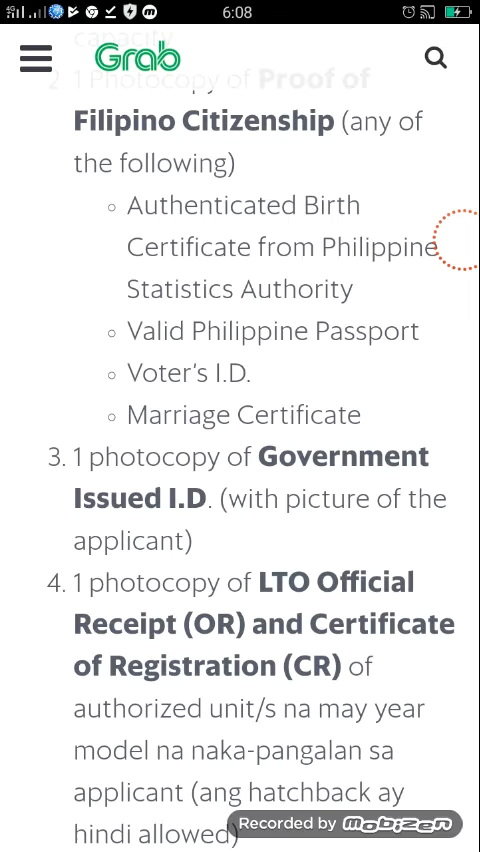 4G 6:08
capacity
Grab
2. 1 Photocopy of Proof of
Filipino Citizenship (any of
the following)
Authenticated Birth
Certificate from Philippine
Statistics Authority
Valid Philippine Passport
Voter's I.D.
Marriage Certificate
3. 1 photocopy of Government
Issued I.D. (with picture of the
applicant)
4. 1 photocopy of LTO Official
Receipt (OR) and Certificate
of Registration (CR) of
authorized unit/s na may year
model na naka-pangalan sa
applicant (ang hatchback ay
hindi allowed)
Recorded by mobizen